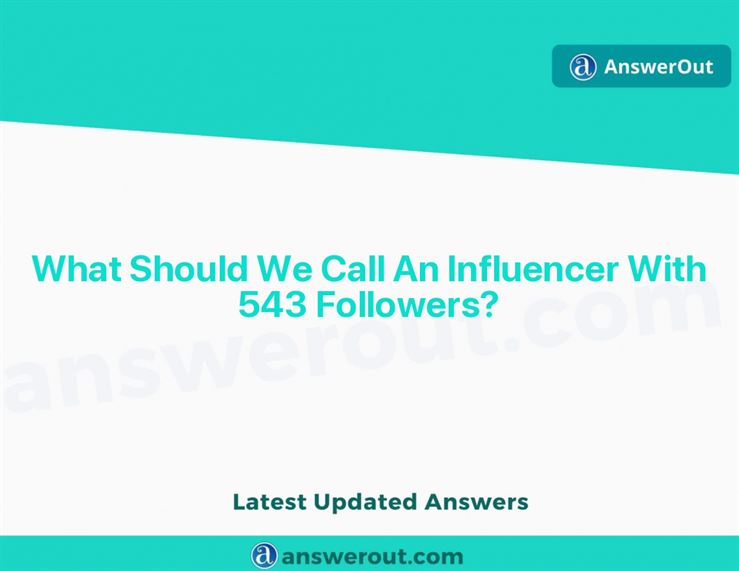 AnswerOut
What Should We Call An Influencer With
543 Followers?
answerout.com
Latest Updated Answers
answerout.com